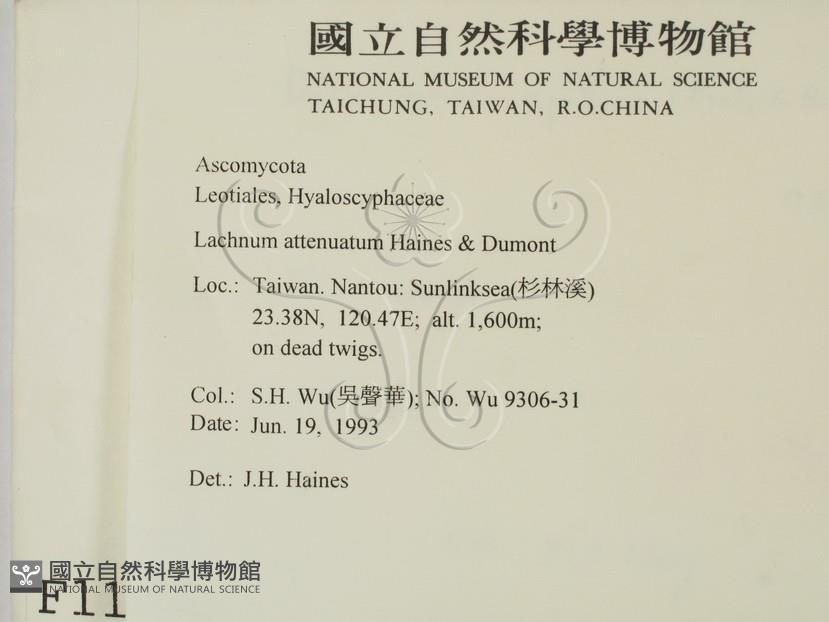 國立自然科學博物館
NATIONAL MUSEUM OF NATURAL SCIENCE
TAICHUNG, TAIWAN, R.O.CHINA
Ascomycota
Leotiales, Hyaloscyphaceae
Lachnum attenuatum Haines & Dumont
Loc.: Taiwan. Nantou: Sunlinksea(杉林溪)
23.38N, 120.47E; alt. 1,600m;
on dead twigs.
Col.: S.H. Wu(吳聲華); No. Wu 9306-31
Date: Jun. 19, 1993
Det.: J.H. Haines
國立自然科學博物館
NATIONAL MUSEUM OF NATURAL SCIENCE
F11